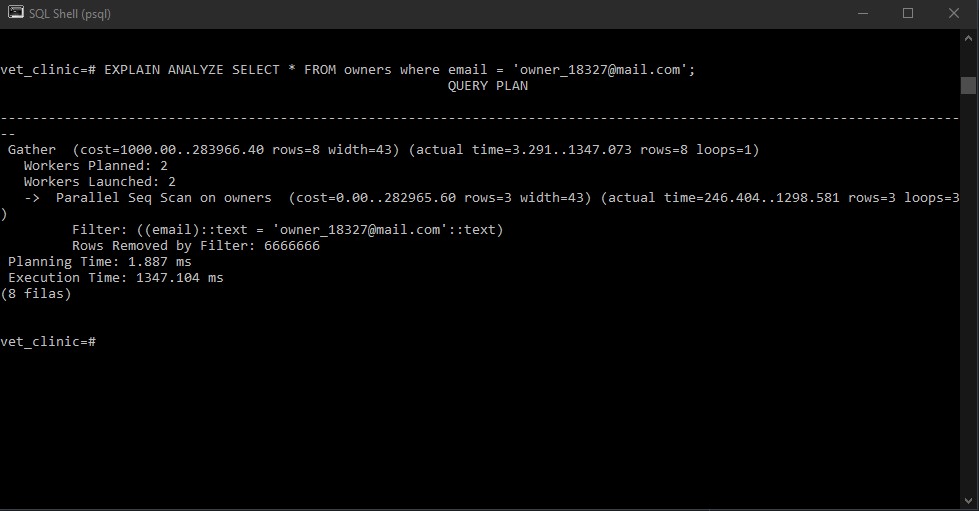 SQL Shell (psql)
vet_clinic=# EXPLAIN ANALYZE SELECT * FROM owners where email = 'owner_18327@mail.com';
QUERY PLAN
------------------------------------------------------------------------------------------------------------------------
--
Gather  (cost=1000.00..283966.40 rows=8 width=43) (actual time=3.291..1347.073 rows=8 loops=1)
Workers Planned: 2
Workers Launched: 2
->  Parallel Seq Scan on owners  (cost=0.00..282965.60 rows=3 width=43) (actual time=246.404..1298.581 rows=3 loops=3
)
Filter: ((email)::text = 'owner_18327@mail.com'::text)
Rows Removed by Filter: 6666666
Planning Time: 1.887 ms
Execution Time: 1347.104 ms
(8 filas)
vet_clinic=#